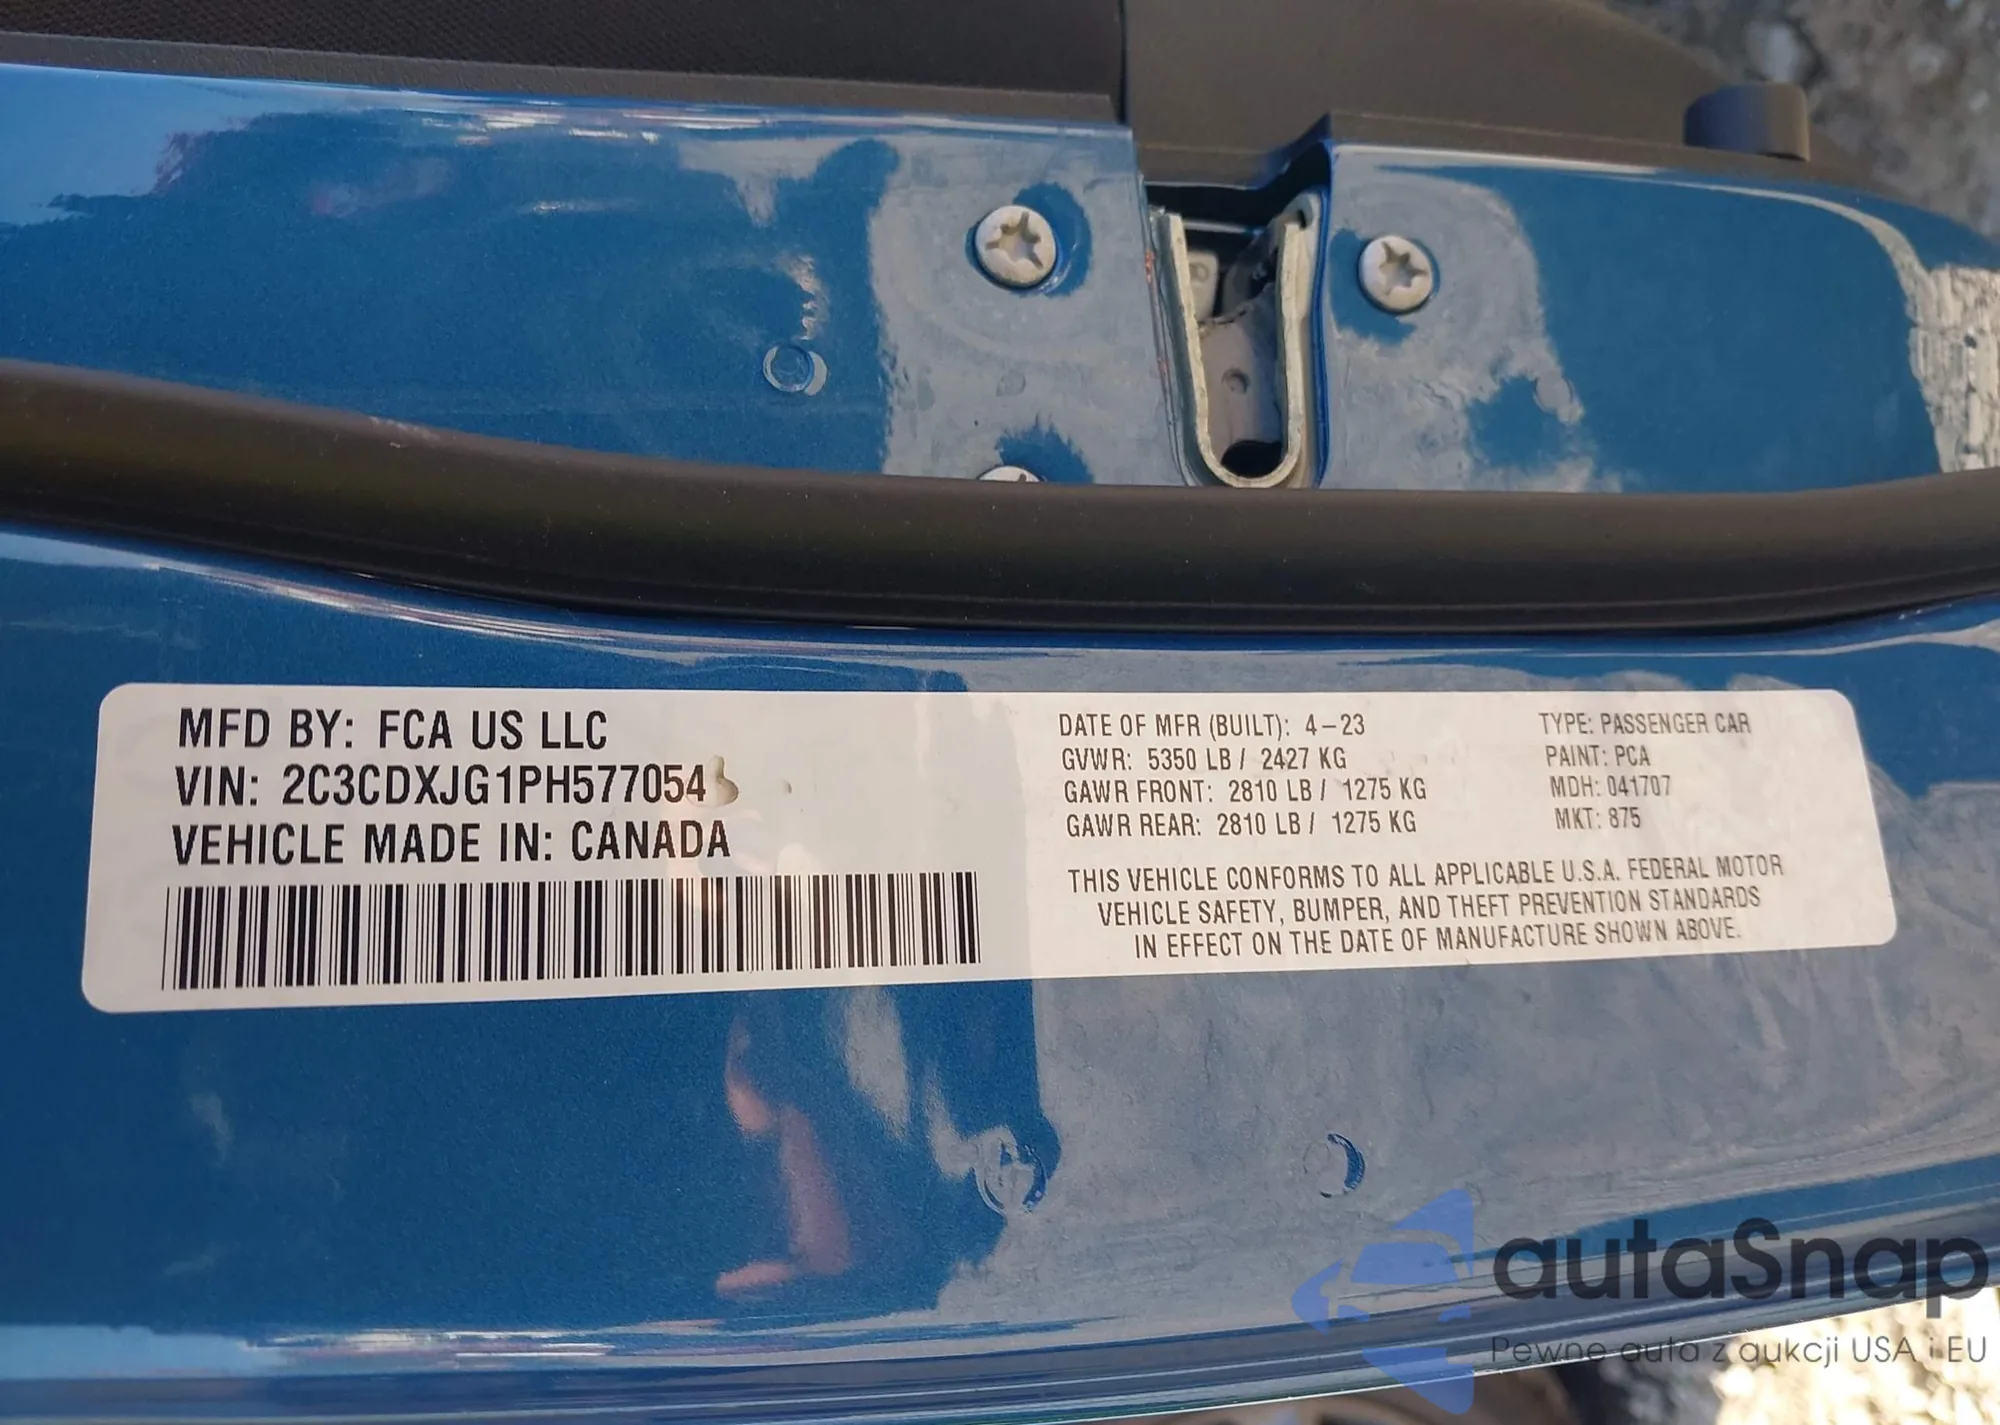 MFD BY: FCA US LLC
VIN: 2C3CDXJG1PH577054
VEHICLE MADE IN: CANADA
DATE OF MFR (BUILT): 4-23
GVWR: 5350 LB / 2427 KG
GAWR FRONT: 2810 LB / 1275 KG
GAWR REAR: 2810 LB / 1275 KG
TYPE: PASSENGER CAR
PAINT: PCA
MDH: 041707
MKT: 875
THIS VEHICLE CONFORMS TO ALL APPLICABLE U.S.A. FEDERAL MOTOR
VEHICLE SAFETY, BUMPER, AND THEFT PREVENTION STANDARDS
IN EFFECT ON THE DATE OF MANUFACTURE SHOWN ABOVE.
autaSnap
Pewne auta z aukcji USA i EU